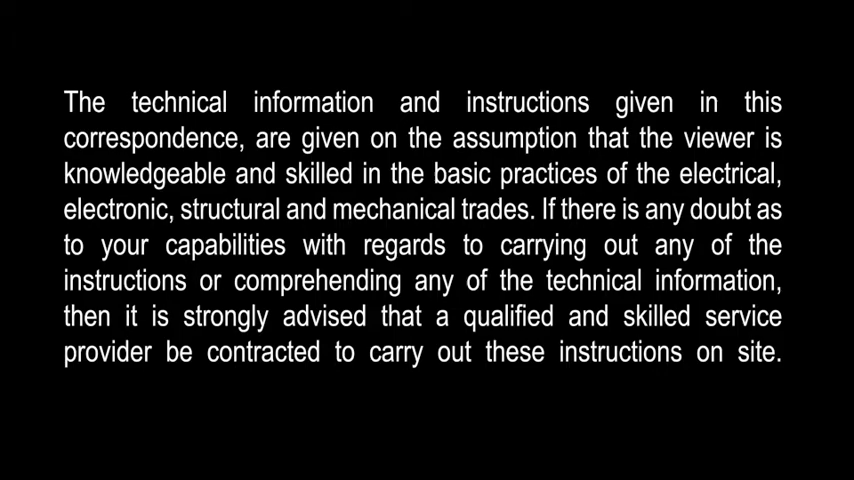 The technical information and instructions given in this
correspondence, are given on the assumption that the viewer is
knowledgeable and skilled in the basic practices of the electrical,
electronic, structural and mechanical trades. If there is any doubt as
to your capabilities with regards to carrying out any of the
instructions or comprehending any of the technical information,
then it is strongly advised that a qualified and skilled service
provider be contracted to carry out these instructions on site.